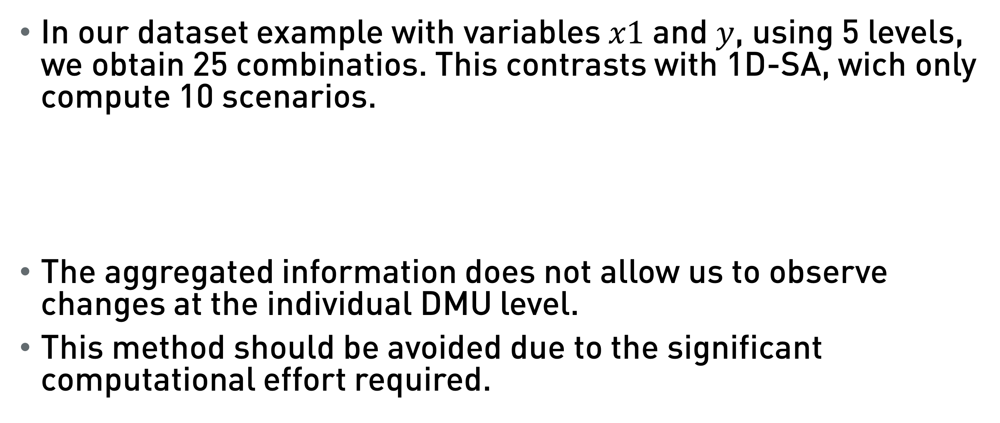 • In our dataset example with variables x1 and y, using 5 levels,
we obtain 25 combinatios. This contrasts with 1D-SA, wich only
compute 10 scenarios.
• The aggregated information does not allow us to observe
changes at the individual DMU level.
• This method should be avoided due to the significant
computational effort required.